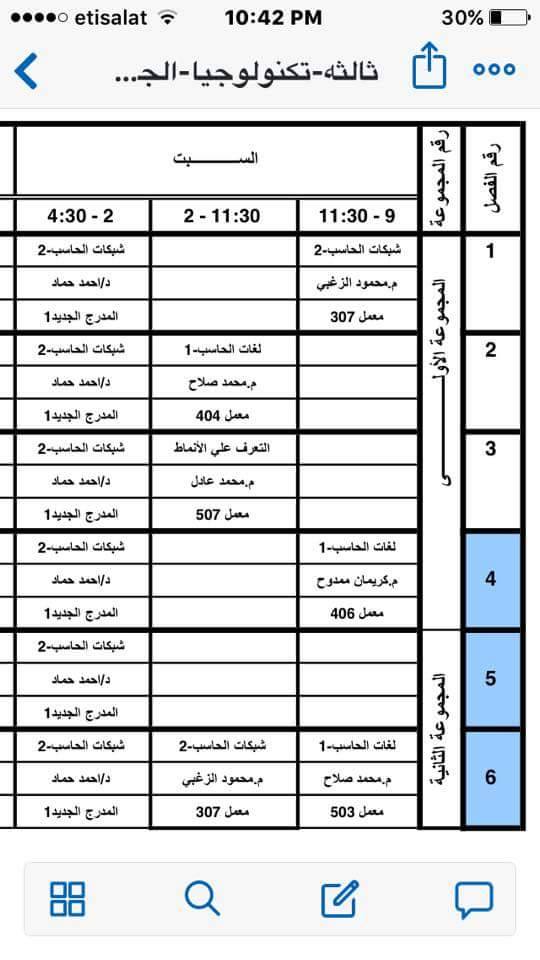 etisalat 10:42 PM 30%
ثالثه-تكنولوجيا-الجـ...
رقم الفصل
رقم المجموعة
الســـــــــــبت
9 - 11:30
11:30 - 2
2 - 4:30
1
المجموعة الأولـــــــــــــى
شبكات الحاسب-2
شبكات الحاسب-2
م.محمود الزغبي
د/احمد حماد
معمل 307
المدرج الجديد1
2
لغات الحاسب-1
شبكات الحاسب-2
م.محمد صلاح
د/احمد حماد
معمل 404
المدرج الجديد1
3
التعرف علي الأنماط
شبكات الحاسب-2
م.محمد عادل
د/احمد حماد
معمل 507
المدرج الجديد1
4
لغات الحاسب-1
شبكات الحاسب-2
م.كريمان ممدوح
د/احمد حماد
معمل 406
المدرج الجديد1
5
المجموعة الثانية
شبكات الحاسب-2
د/احمد حماد
المدرج الجديد1
6
لغات الحاسب-1
شبكات الحاسب-2
شبكات الحاسب-2
م.محمد صلاح
م.محمود الزغبي
د/احمد حماد
معمل 503
معمل 307
المدرج الجديد1